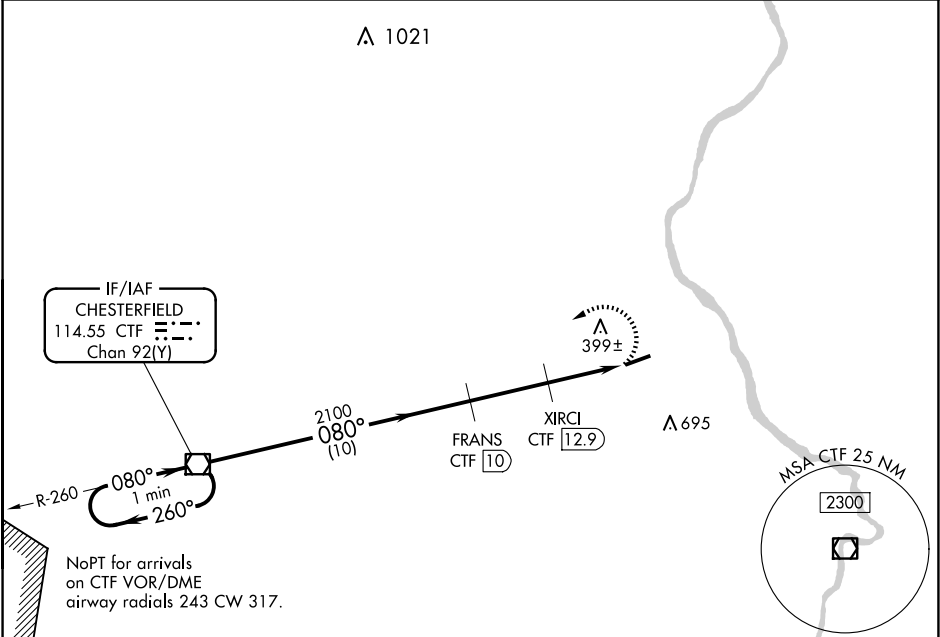 1021
IF/IAF
CHESTERFIELD
114.55 CTF
Chan 92(Y)
399±
2100
080°
(10)
FRANS
CTF 10
XIRCI
CTF 12.9
695
R-260
080°
1 min
260°
NoPT for arrivals
on CTF VOR/DME
airway radials 243 CW 317.
MSA CTF 25 NM
2300